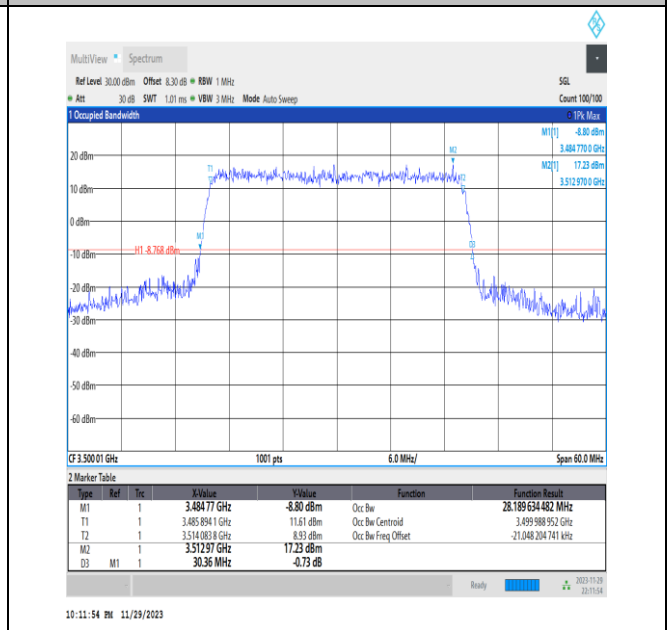 MultiView Spectrum
Ref Level 30.00 dBm Offset 8.30 dB RBW 1 MHz SGL
Att 30 dB SWT 1.01 ms VBW 3 MHz Mode Auto Sweep Count 100/100
1 Occupied Bandwidth 1Pk Max
M1[1] -8.80 dBm
3.484 770 0 GHz
M2[1] 17.23 dBm
3.512 970 0 GHz
M2
20 dBm
T1
T2
10 dBm
0 dBm
M1
D3
H1 -8.768 dBm
-10 dBm
-20 dBm
-30 dBm
-40 dBm
-50 dBm
-60 dBm
CF 3.500 01 GHz 1001 pts 6.0 MHz/ Span 60.0 MHz
2 Marker Table
Type Ref Trc X-Value Y-Value Function Function Result
M1 1 3.484 77 GHz -8.80 dBm Occ Bw 28.189 634 482 MHz
T1 1 3.485 894 1 GHz 11.61 dBm Occ Bw Centroid 3.499 988 952 GHz
T2 1 3.514 083 8 GHz 8.93 dBm Occ Bw Freq Offset -21.048 204 741 kHz
M2 1 3.512 97 GHz 17.23 dBm
D3 M1 1 30.36 MHz -0.73 dB
Ready 2023-11-29
22:11:54
10:11:54 PM 11/29/2023